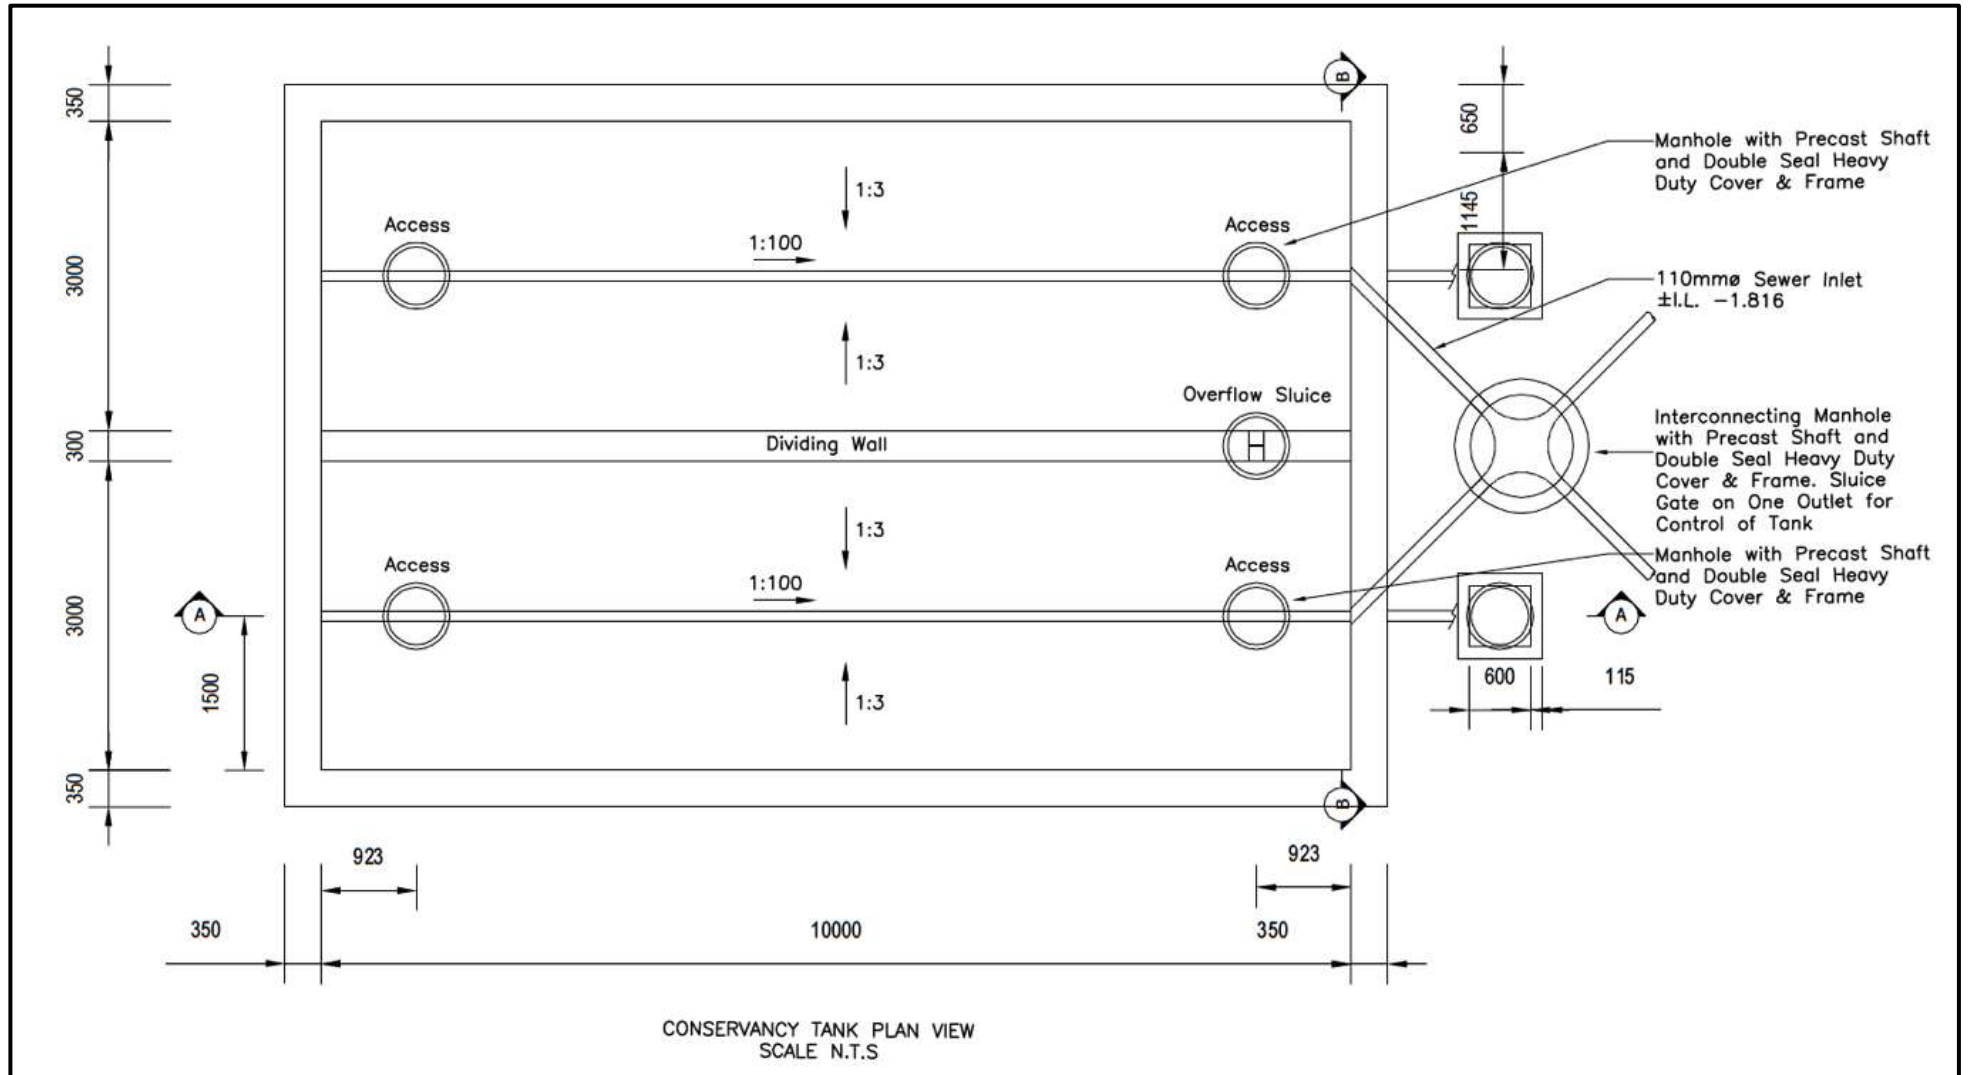 350
3000
300
3000
350
1500
B
650
1145
Manhole with Precast Shaft
and Double Seal Heavy
Duty Cover & Frame
1:3
Access
Access
1:100
110mmø Sewer Inlet
±I.L. -1.816
1:3
Overflow Sluice
H
Dividing Wall
Interconnecting Manhole
with Precast Shaft and
Double Seal Heavy Duty
Cover & Frame. Sluice
Gate on One Outlet for
Control of Tank
1:3
Access
Access
1:100
Manhole with Precast Shaft
and Double Seal Heavy
Duty Cover & Frame
A
A
600
115
1:3
B
923
923
350
10000
350
CONSERVANCY TANK PLAN VIEW
SCALE N.T.S